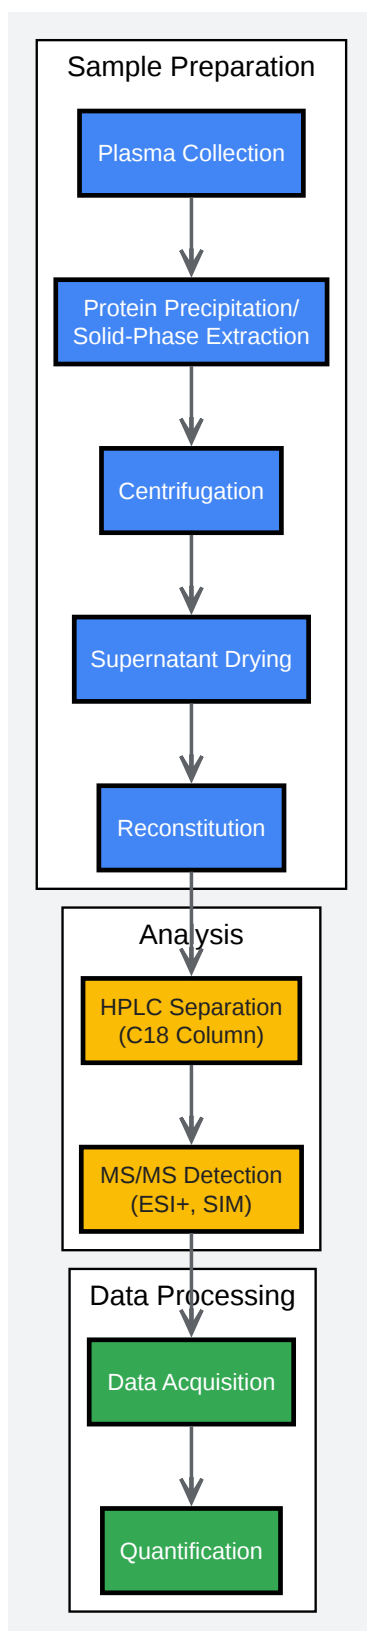 Sample Preparation
Plasma Collection
Protein Precipitation/
Solid-Phase Extraction
Centrifugation
Supernatant Drying
Reconstitution
Analysis
HPLC Separation
(C18 Column)
MS/MS Detection
(ESI+, SIM)
Data Processing
Data Acquisition
Quantification